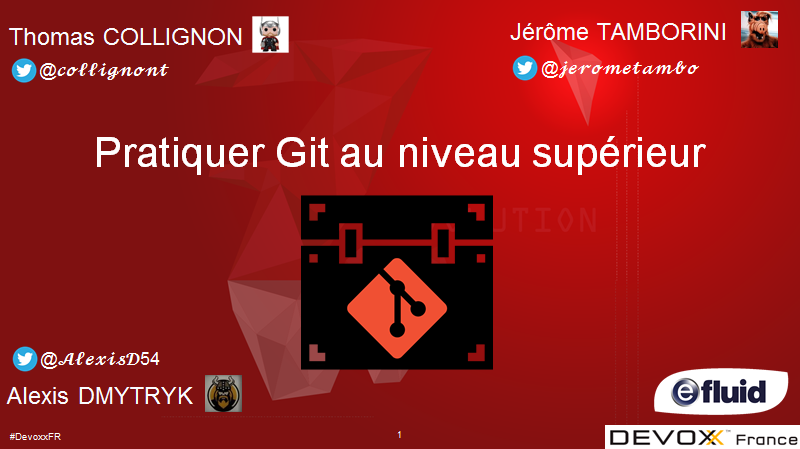 Thomas COLLIGNON
@collignont
Jérôme TAMBORINI
@jerometambo
Pratiquer Git au niveau supérieur
UTION
@AlexisD54
Alexis DMYTRYK
efluid
#DevoxxFR
1
DEVOXX France